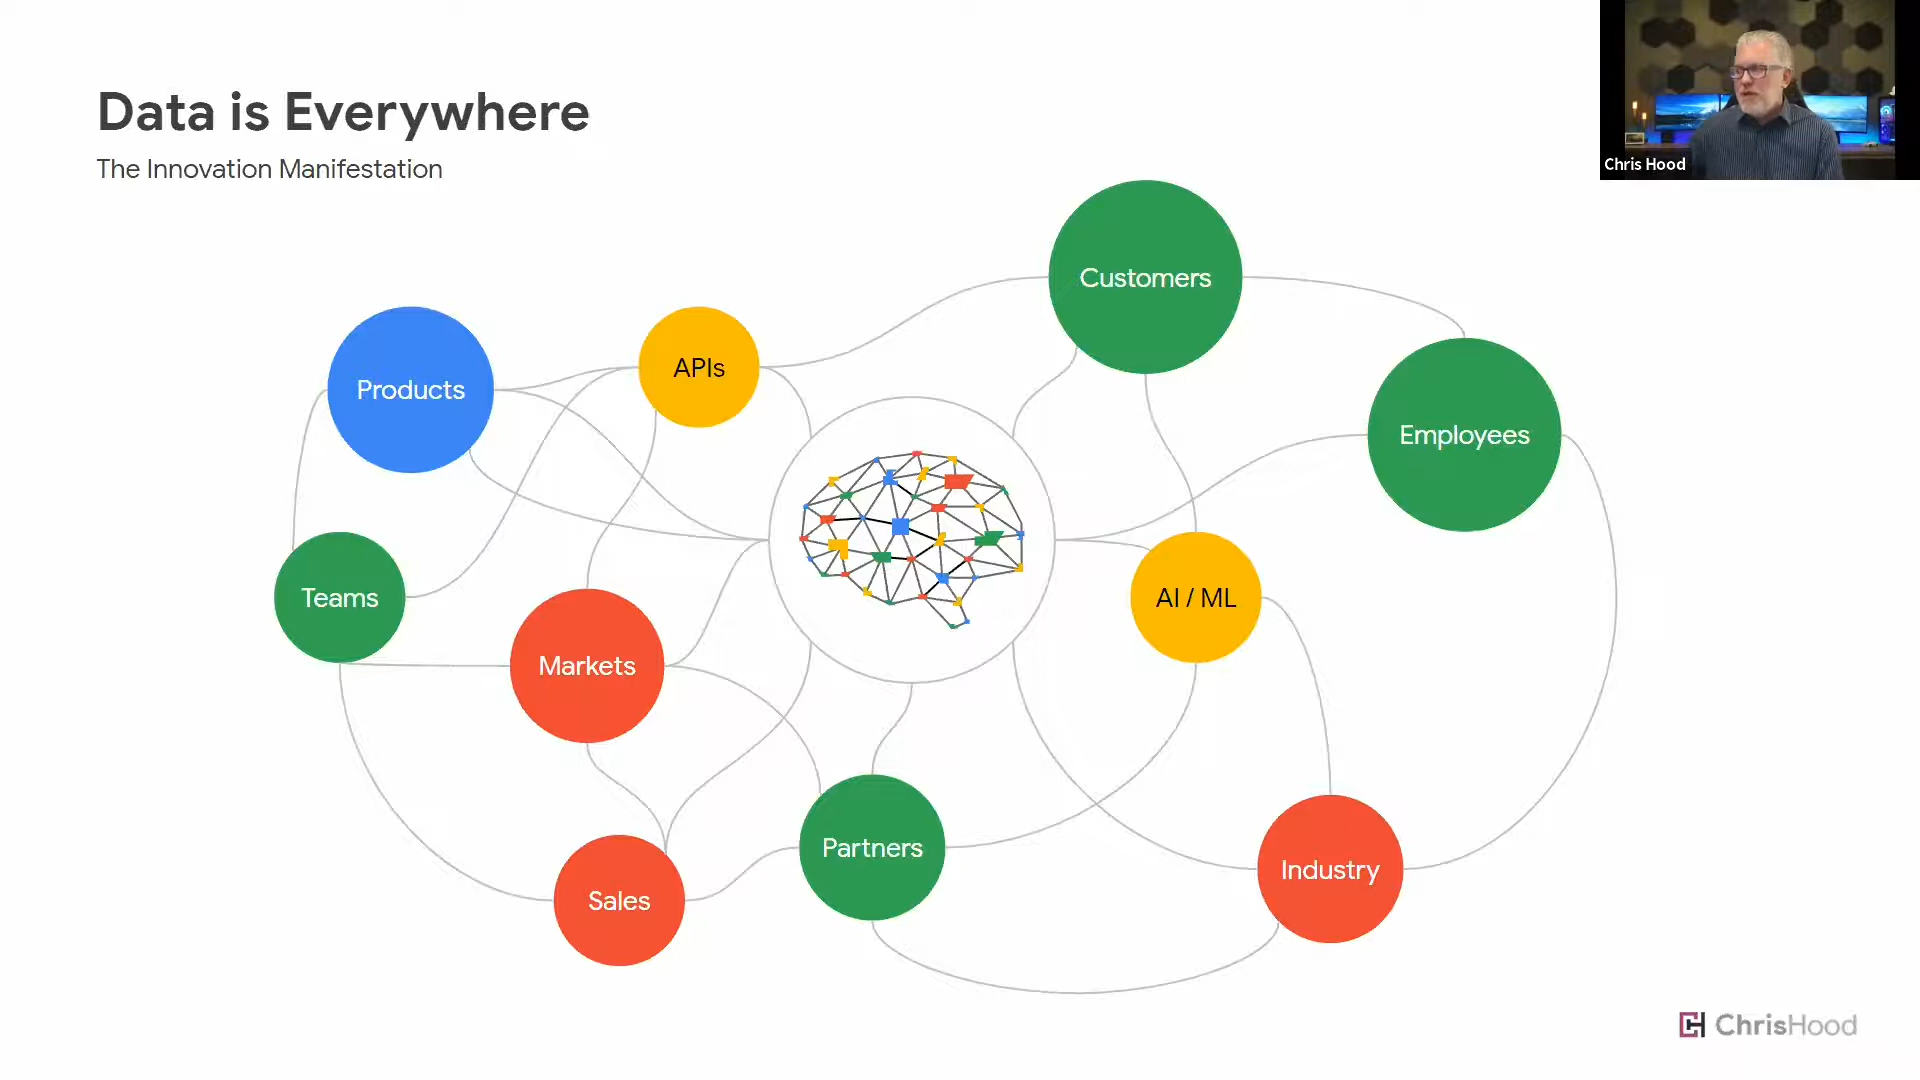 Data is Everywhere
The Innovation Manifestation
Chris Hood
Customers
Products
APIs
Employees
Teams
AI / ML
Markets
Partners
Industry
Sales
ChrisHood